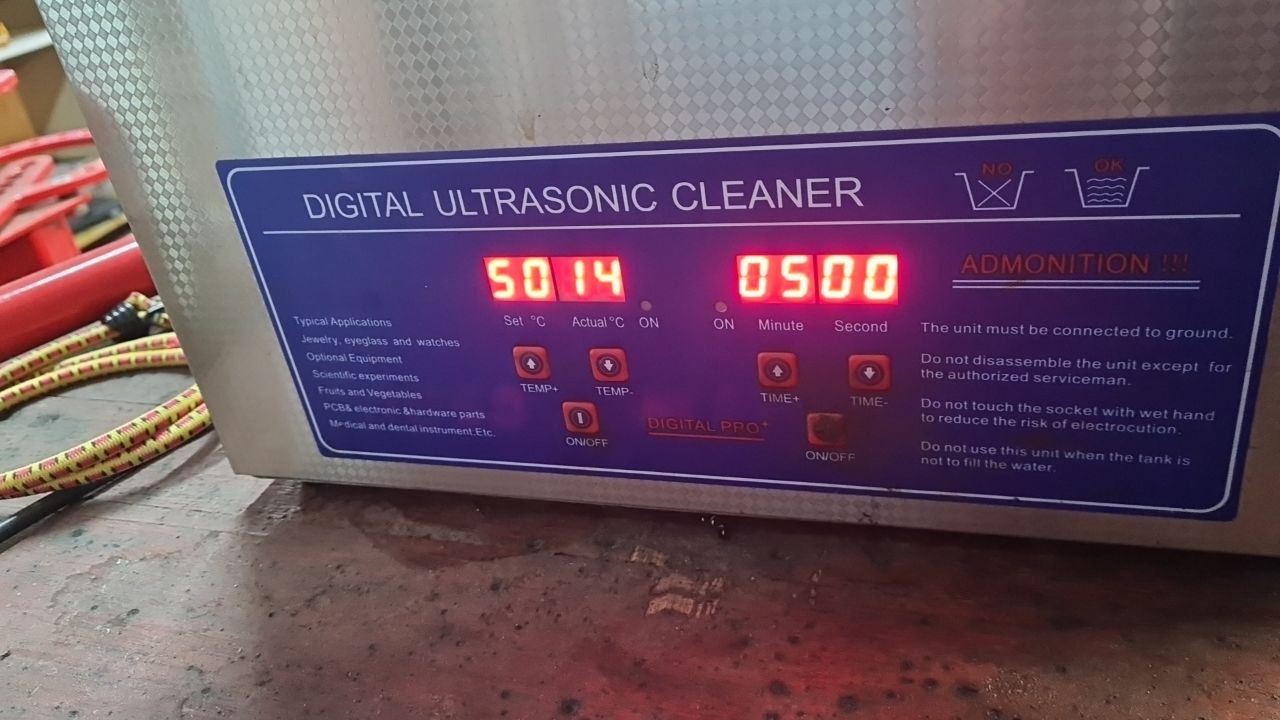 DIGITAL ULTRASONIC CLEANER
NO OK
50 14 05 00
ADMONITION !!!
Set °C Actual °C ON ON Minute Second
Typical Applications
Jewelry, eyeglass and watches
Optional Equipment
Scientific experiments
Fruits and Vegetables
PCB& electronic &hardware parts
Medical and dental instrument.Etc.
TEMP+ TEMP-
ON/OFF
DIGITAL PRO+
TIME+ TIME-
ON/OFF
The unit must be connected to ground.
Do not disassemble the unit except for
the authorized serviceman.
Do not touch the socket with wet hand
to reduce the risk of electrocution.
Do not use this unit when the tank is
not to fill the water.